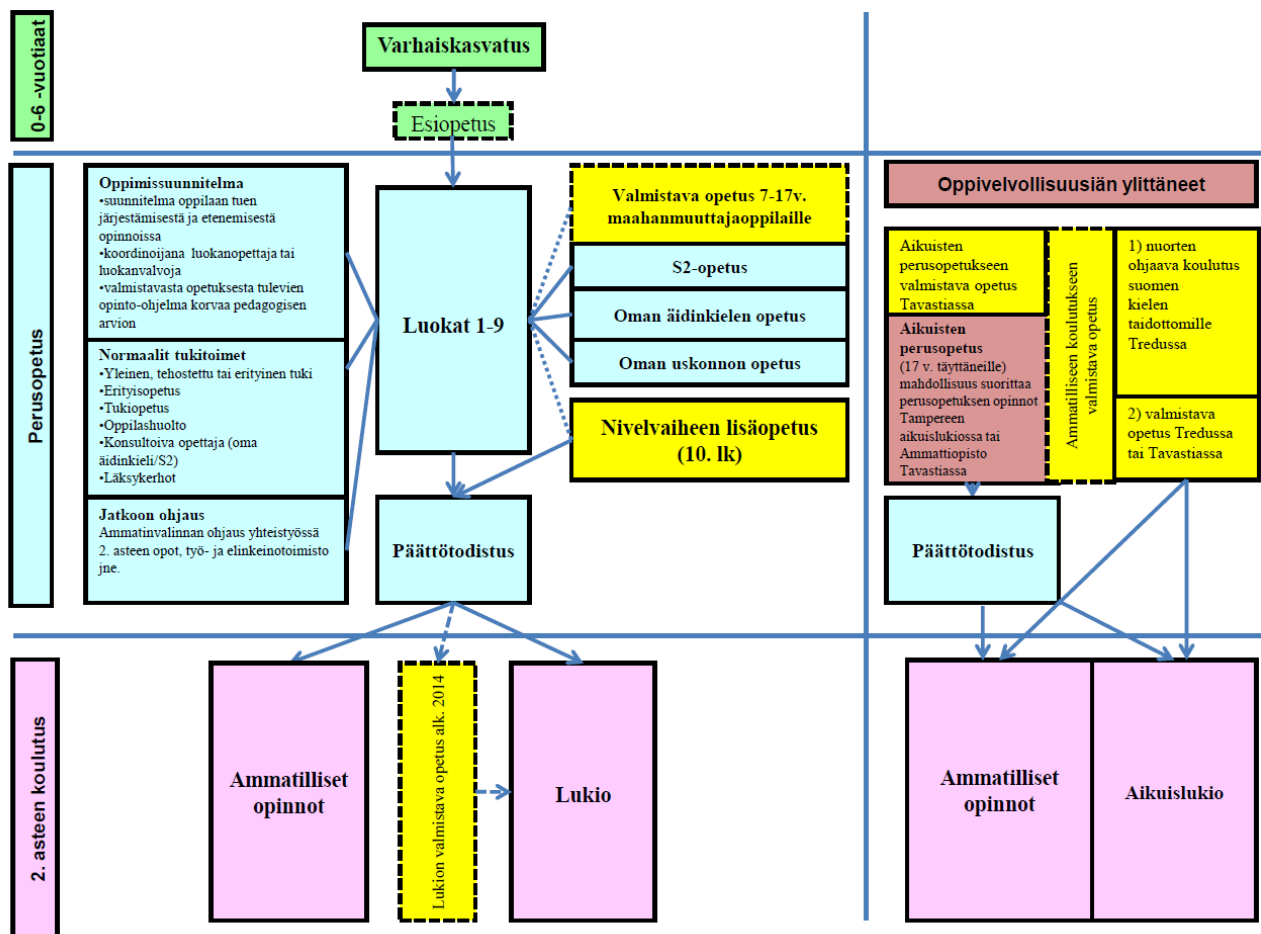 0-6 -vuotiaat
Varhaiskasvatus
Esiopetus
Perusopetus
Oppimissuunnitelma
•suunnitelma oppilaan tuen
järjestämisestä ja etenemisestä
opinnoissa
•koordinoijana luokanopettaja tai
luokanvalvoja
•valmistavasta opetuksesta tulevien
opinto-ohjelma korvaa pedagogisen
arvion
Normaalit tukitoimet
•Yleinen, tehostettu tai erityinen tuki
•Erityisopetus
•Tukiopetus
•Oppilashuolto
•Konsultoiva opettaja (oma
äidinkieli/S2)
•Läksykerhot
Jatkoon ohjaus
Ammatinvalinnan ohjaus yhteistyössä
2. asteen opot, työ- ja elinkeinotoimisto
jne.
Luokat 1-9
Päättötodistus
Valmistava opetus 7-17v.
maahanmuuttajaoppilaille
S2-opetus
Oman äidinkielen opetus
Oman uskonnon opetus
Nivelvaiheen lisäopetus
(10. lk)
Oppivelvollisuusiän ylittäneet
Aikuisten
perusopetukseen
valmistava opetus
Tavastiassa
Aikuisten
perusopetus
(17 v. täyttäneille)
mahdollisuus suorittaa
perusopetuksen opinnot
Tampereen
aikuislukiossa tai
Ammattiopisto
Tavastiassa
Ammatilliseen koulutukseen
valmistava opetus
1) nuorten
ohjaava koulutus
suomen
kielen
taidottomille
Tredussa
2) valmistava
opetus Tredussa
tai Tavastiassa
Päättötodistus
2. asteen koulutus
Ammatilliset
opinnot
Lukion valmistava opetus alk. 2014
Lukio
Ammatilliset
opinnot
Aikuislukio